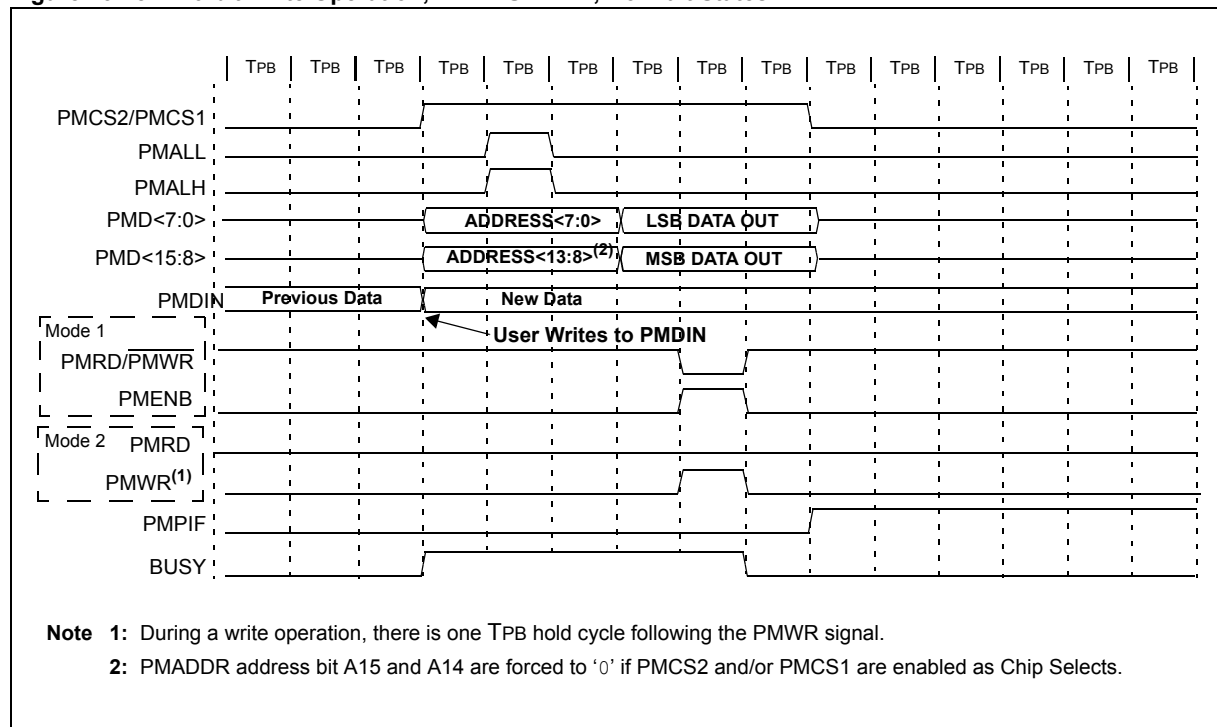 TPB TPB TPB TPB TPB TPB TPB TPB TPB TPB TPB TPB TPB TPB TPB
PMCS2/PMCS1
PMALL
PMALH
PMD<7:0> ADDRESS<7:0> LSB DATA OUT
PMD<15:8> ADDRESS<13:8>(2) MSB DATA OUT
PMDIN Previous Data New Data
User Writes to PMDIN
Mode 1
PMRD/PMWR
PMENB
Mode 2 PMRD
PMWR(1)
PMPIF
BUSY
Note 1: During a write operation, there is one TPB hold cycle following the PMWR signal.
2: PMADDR address bit A15 and A14 are forced to ‘0’ if PMCS2 and/or PMCS1 are enabled as Chip Selects.